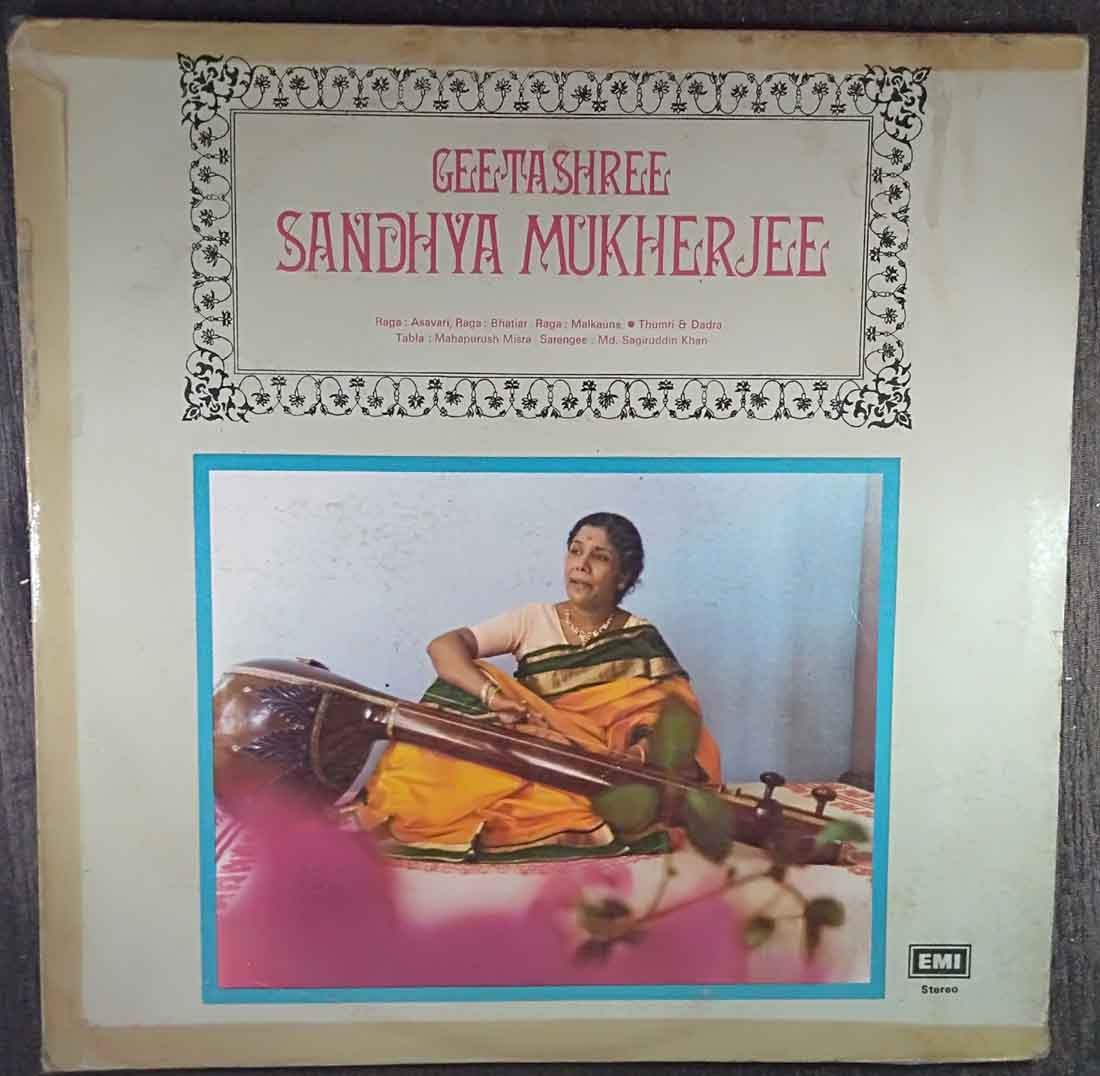 GEETASHREE
SANDHYA MUKHERJEE
Raga : Asavari, Raga : Bhatiar Raga : Malkauns ● Thumri & Dadra
Tabla : Mahapurush Misra Sarengee : Md. Sagiruddin Khan
EMI
Stereo